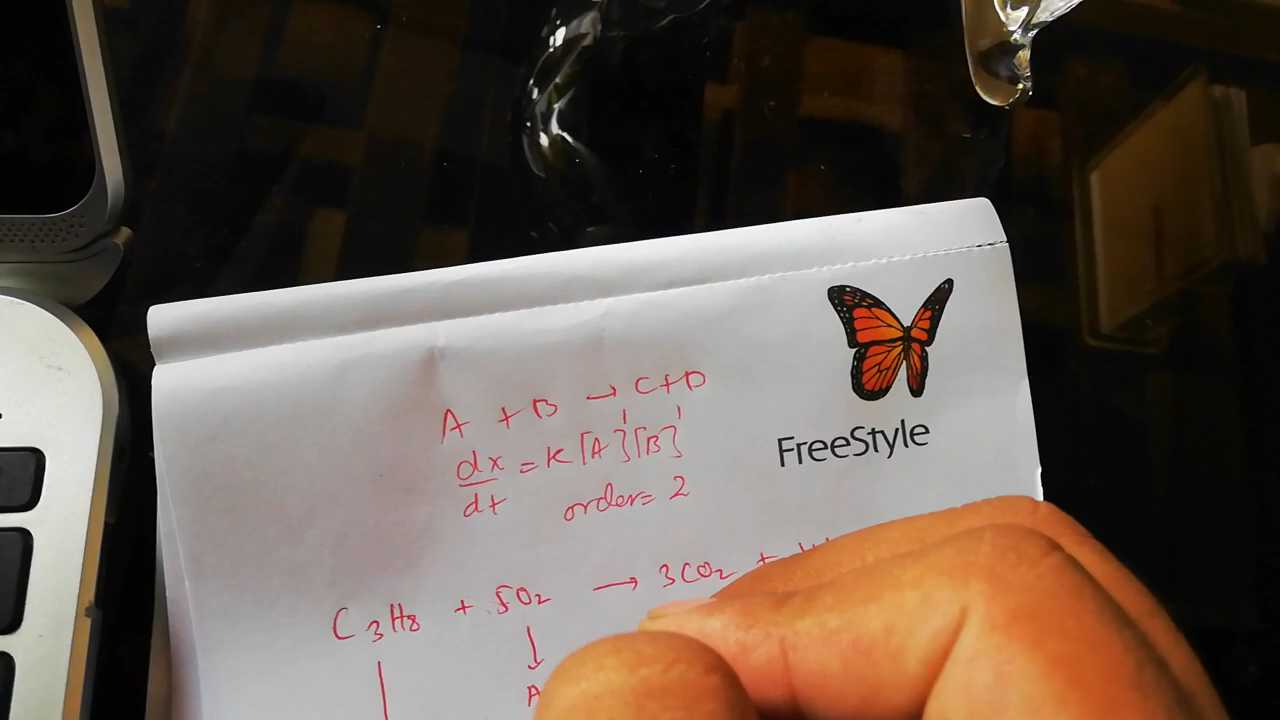 A + B → C+D
dx/dt = K[A]¹[B]¹
order= 2
FreeStyle
C3H8 + 5O2 → 3CO2 +
↓
A